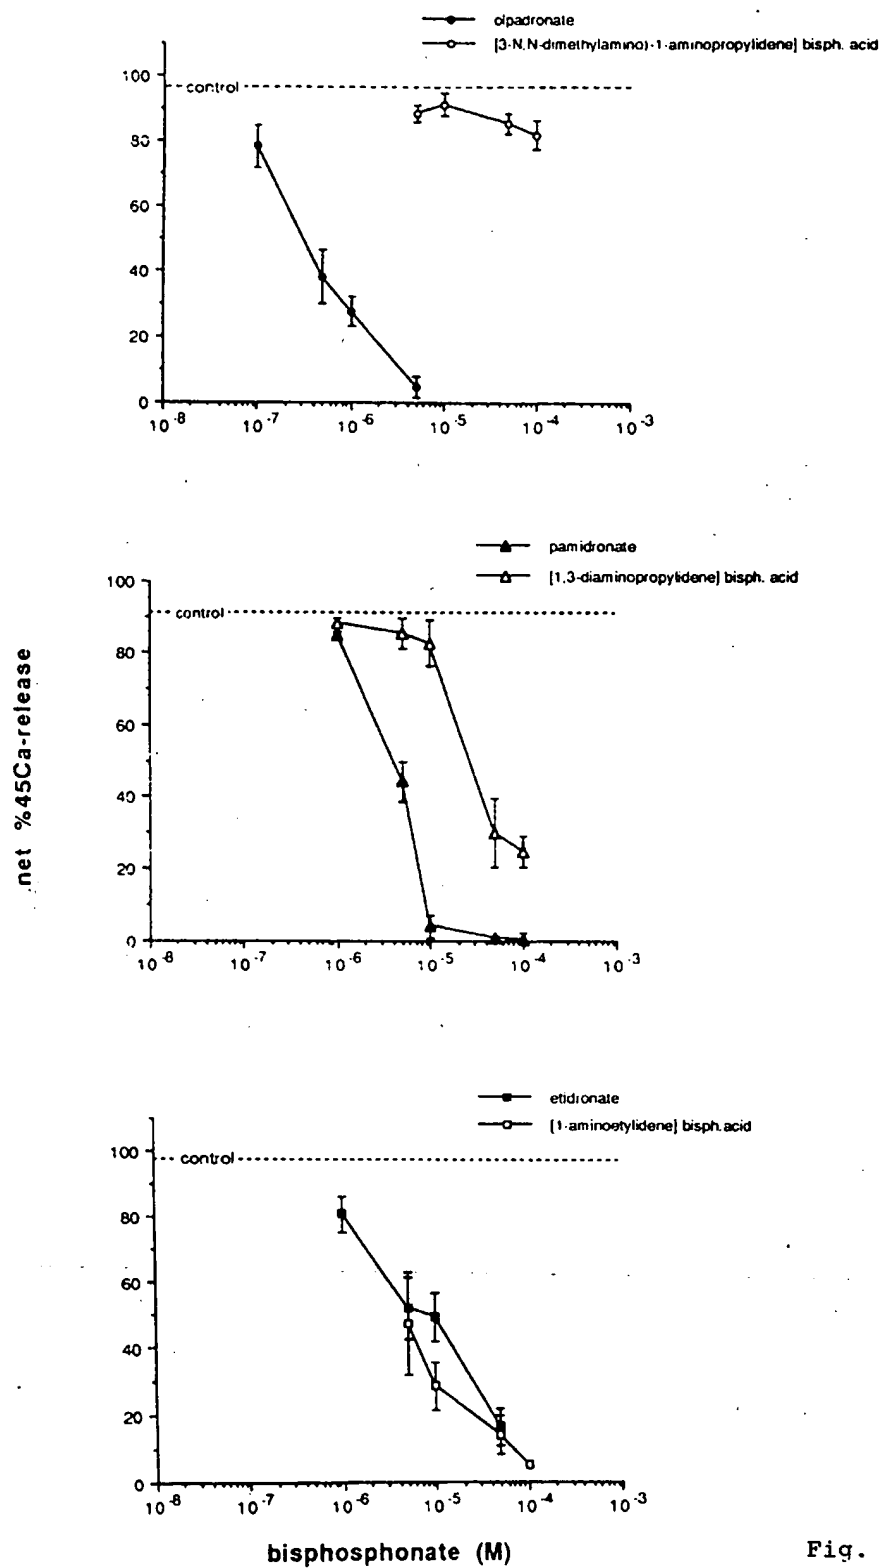 olpadronate
[3-N,N-dimethylamino)-1-aminopropylidene] bisph. acid
100
control
80
60
40
20
0
10-8 10-7 10-6 10-5 10-4 10-3
pamidronate
[1,3-diaminopropylidene] bisph. acid
100
control
80
60
40
20
0
10-8 10-7 10-6 10-5 10-4 10-3
net %45Ca-release
etidronate
[1-aminoetylidene] bisph.acid
100
control
80
60
40
20
0
10-8 10-7 10-6 10-5 10-4 10-3
bisphosphonate (M)
Fig.